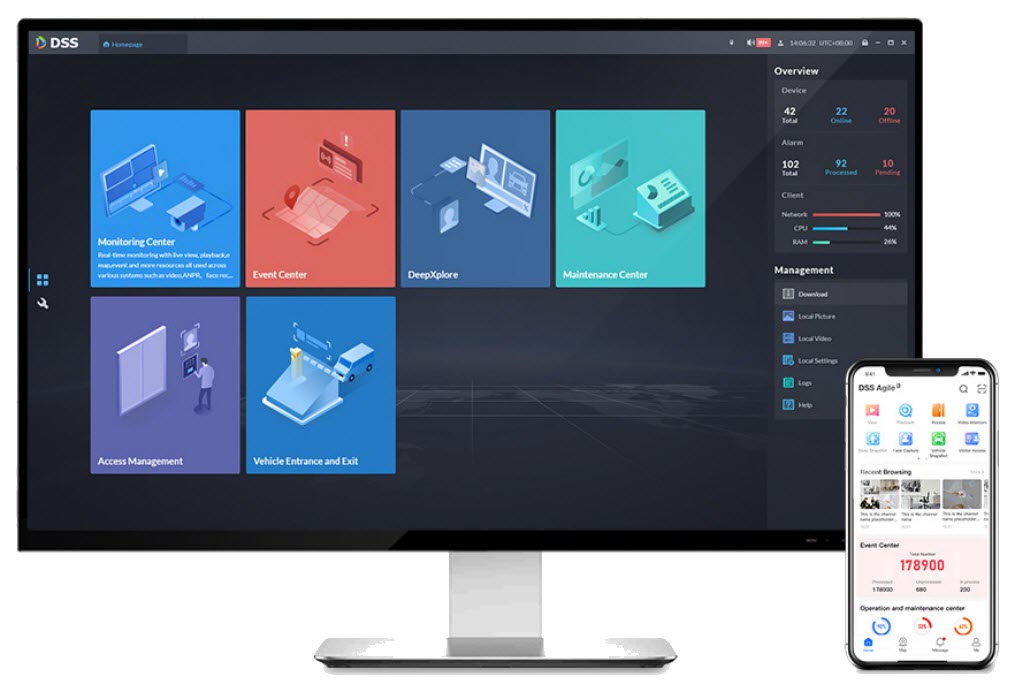 DSS
Homepage
14:06:32 UTC+08:00
Overview
Device
42 22 20
Total Online Offline
Alarm
102 92 10
Total Processed Pending
Client
Network 100%
CPU 44%
RAM 26%
Management
Download
Local Picture
Local Video
Local Settings
Logs
Help
Monitoring Center
Real-time monitoring with live view, playback,e
map,event and more resources all used across
various systems such as video,ANPR, face rec...
Event Center
DeepXplore
Maintenance Center
Access Management
Vehicle Entrance and Exit
9:41
DSS Agile
View Playback Access Video Intercom
Snapshot Face Capture Vehicle Snapshot Visitor Access
Recent Browsing
This is the channel name placeholder...
This is the channel name
This is the channel name placeholder...
Event Center
Total Number
178900
Processed Unprocessed In process
178000 680 230
Operation and maintenance center
Home Map Message Me